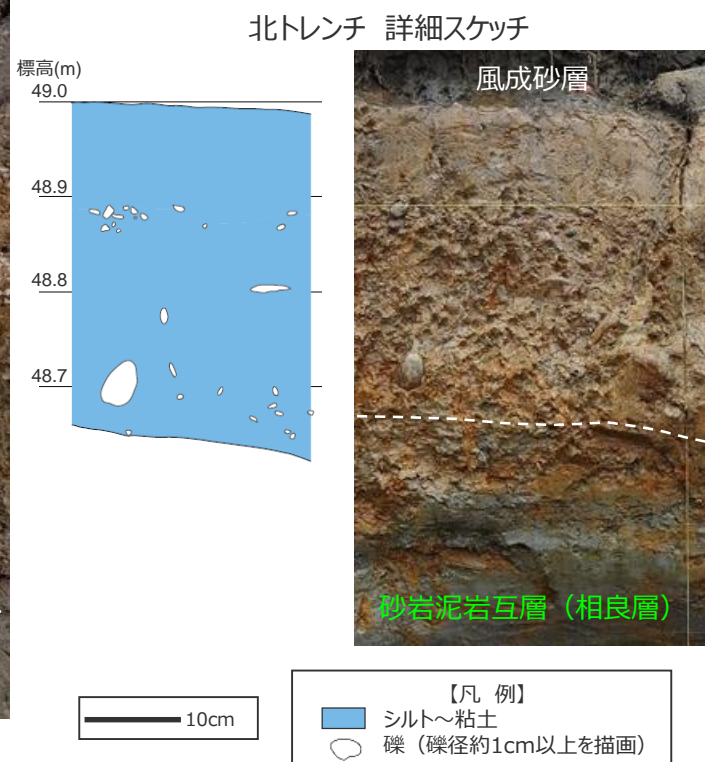 北トレンチ 詳細スケッチ
標高(m)
49.0
48.9
48.8
48.7
風成砂層
砂岩泥岩互層（相良層）
10cm
【凡 例】
シルト～粘土
礫（礫径約1cm以上を描画）